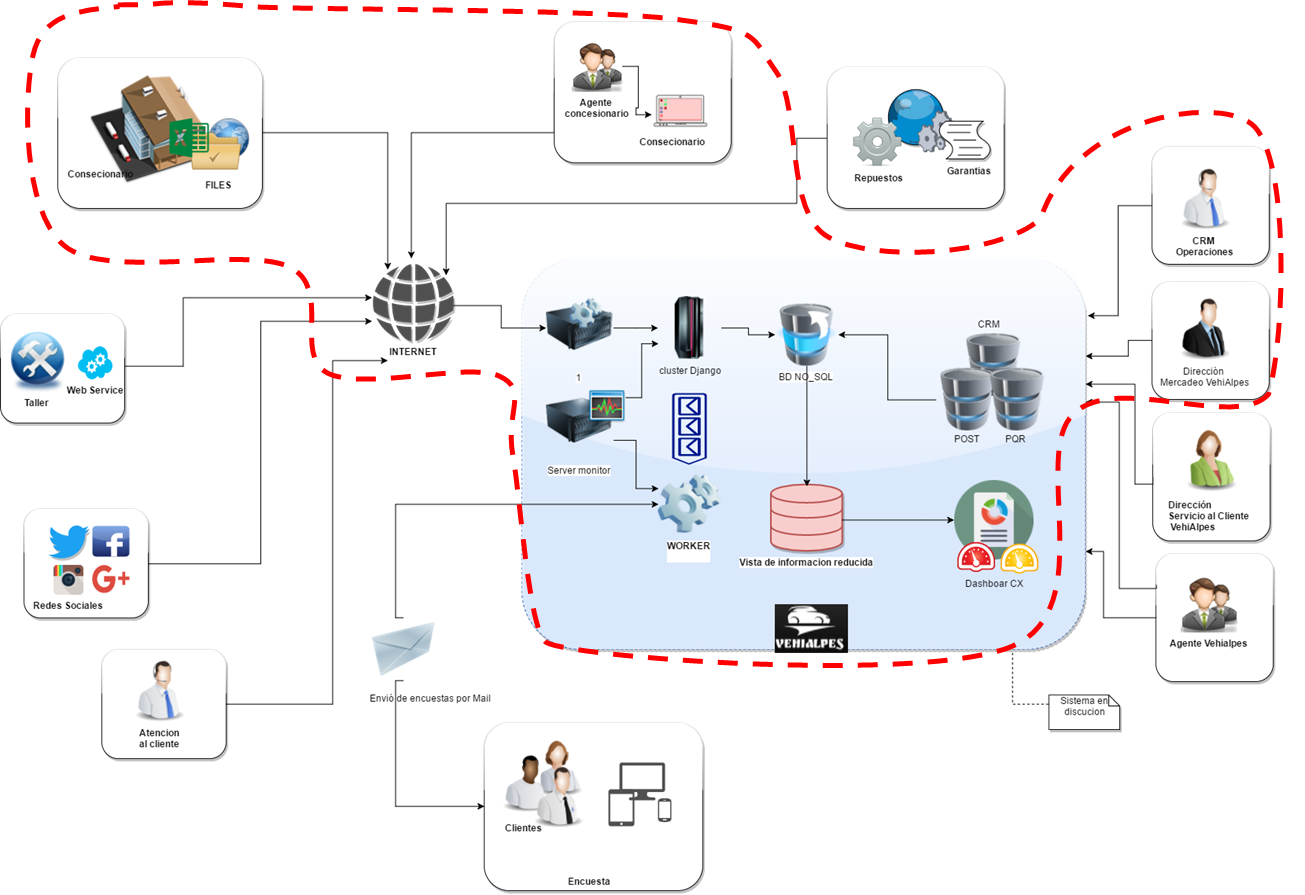 Agente
concesionario
Consecionario
Consecionario
FILES
Repuestos
Garantias
CRM
Operaciones
Direcciòn
Mercadeo VehiAlpes
INTERNET
1
cluster Django
BD NO_SQL
CRM
POST
PQR
Taller
Web Service
Server monitor
WORKER
Vista de informacion reducida
Dashboar CX
VEHIALPES
Dirección
Servicio al Cliente
VehiAlpes
Agente Vehialpes
Redes Sociales
Atencion
al cliente
Enviò de encuestas por Mail
Sistema en
discucion
Clientes
Encuesta